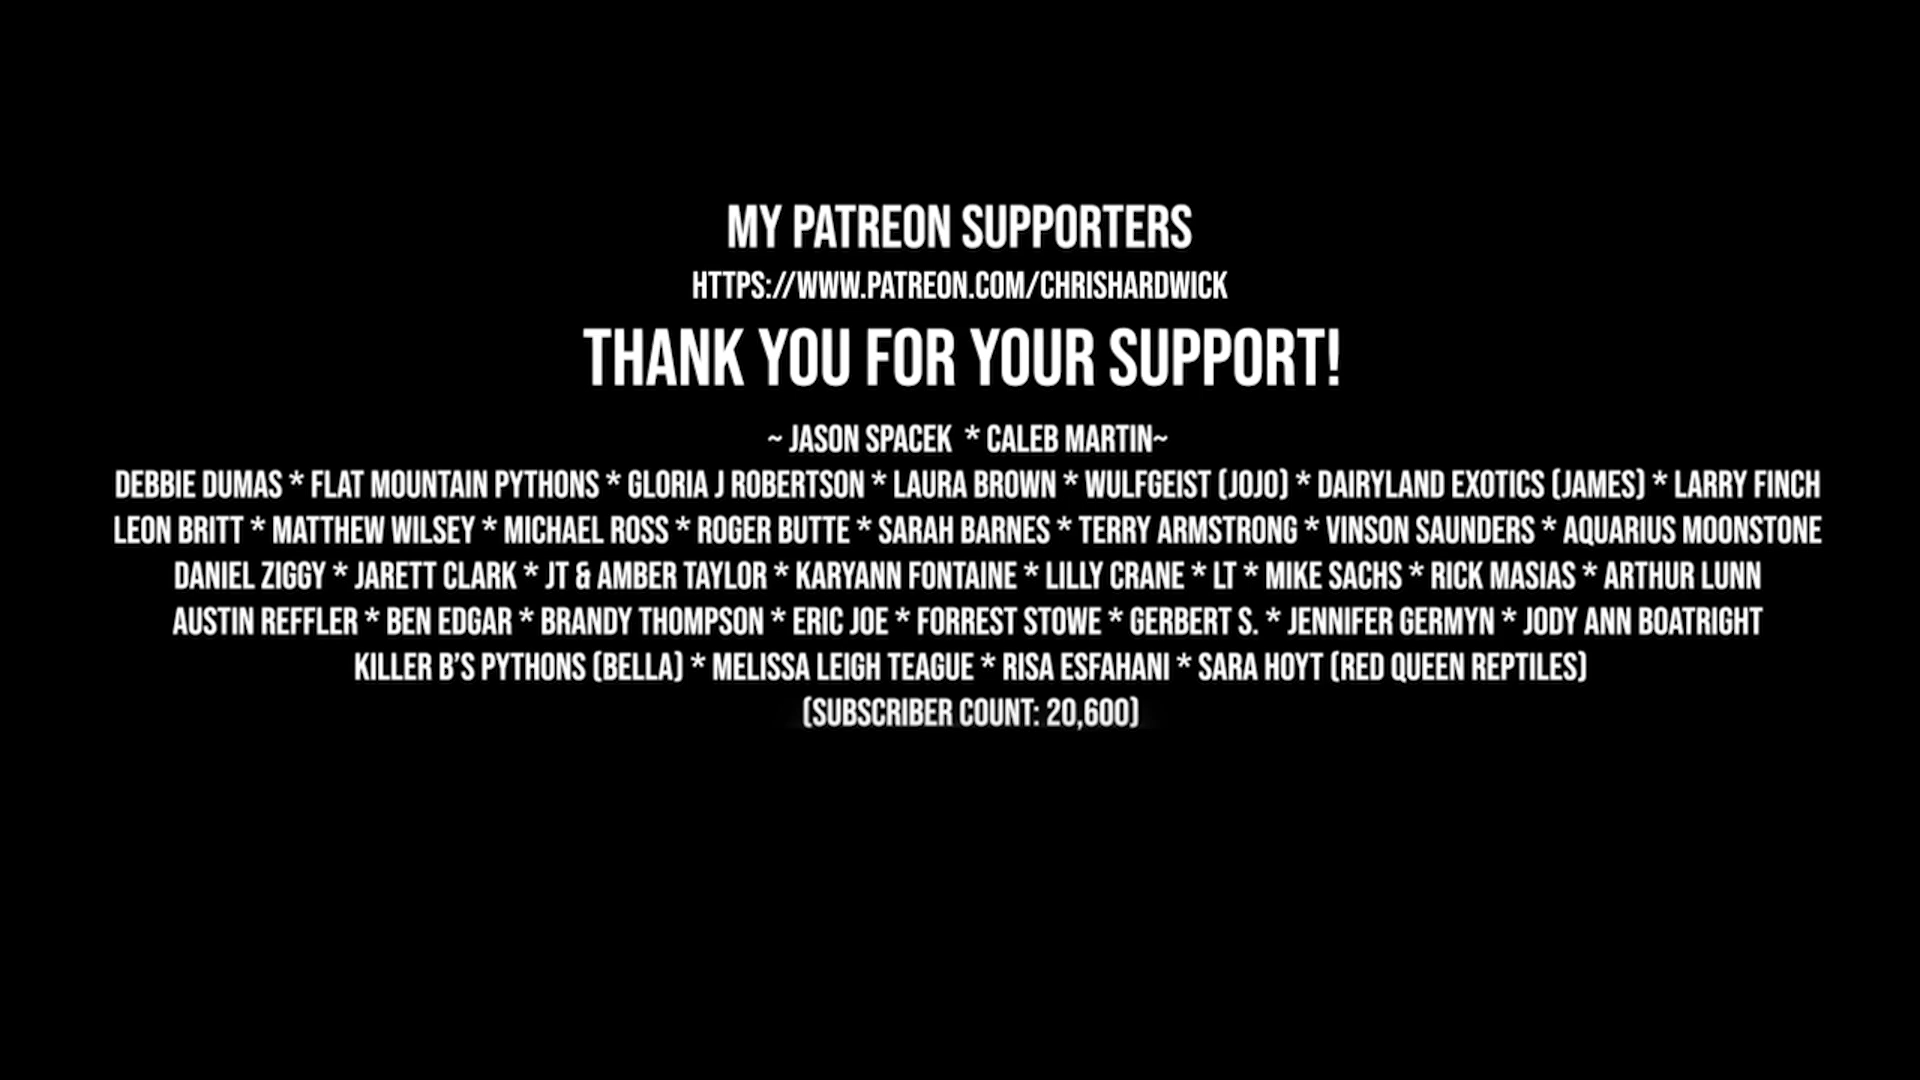 MY PATREON SUPPORTERS
HTTPS://WWW.PATREON.COM/CHRISHARDWICK
THANK YOU FOR YOUR SUPPORT!
~ JASON SPACEK * CALEB MARTIN~
DEBBIE DUMAS * FLAT MOUNTAIN PYTHONS * GLORIA J ROBERTSON * LAURA BROWN * WULFGEIST (JOJO) * DAIRYLAND EXOTICS (JAMES) * LARRY FINCH
LEON BRITT * MATTHEW WILSEY * MICHAEL ROSS * ROGER BUTTE * SARAH BARNES * TERRY ARMSTRONG * VINSON SAUNDERS * AQUARIUS MOONSTONE
DANIEL ZIGGY * JARETT CLARK * JT & AMBER TAYLOR * KARYANN FONTAINE * LILLY CRANE * LT * MIKE SACHS * RICK MASIAS * ARTHUR LUNN
AUSTIN REFFLER * BEN EDGAR * BRANDY THOMPSON * ERIC JOE * FORREST STOWE * GERBERT S. * JENNIFER GERMYN * JODY ANN BOATRIGHT
KILLER B’S PYTHONS (BELLA) * MELISSA LEIGH TEAGUE * RISA ESFAHANI * SARA HOYT (RED QUEEN REPTILES)
(SUBSCRIBER COUNT: 20,600)